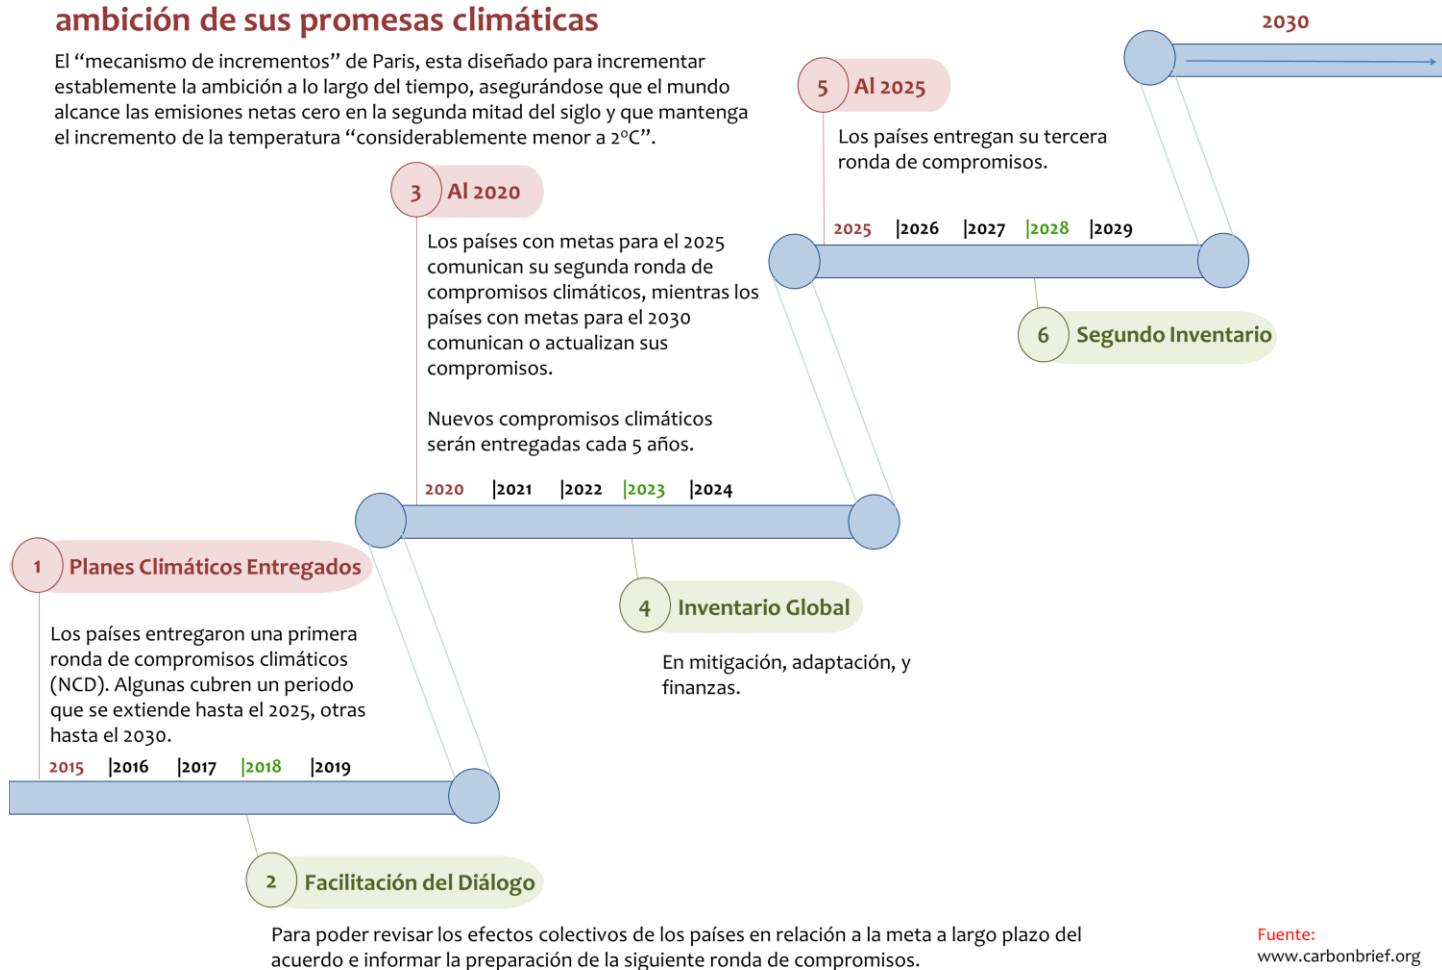 ambición de sus promesas climáticas
El “mecanismo de incrementos” de Paris, esta diseñado para incrementar
establemente la ambición a lo largo del tiempo, asegurándose que el mundo
alcance las emisiones netas cero en la segunda mitad del siglo y que mantenga
el incremento de la temperatura “considerablemente menor a 2ºC”.
2030
5 Al 2025
Los países entregan su tercera
ronda de compromisos.
2025 |2026 |2027 |2028 |2029
6 Segundo Inventario
3 Al 2020
Los países con metas para el 2025
comunican su segunda ronda de
compromisos climáticos, mientras los
países con metas para el 2030
comunican o actualizan sus
compromisos.
Nuevos compromisos climáticos
serán entregadas cada 5 años.
2020 |2021 |2022 |2023 |2024
4 Inventario Global
En mitigación, adaptación, y
finanzas.
1 Planes Climáticos Entregados
Los países entregaron una primera
ronda de compromisos climáticos
(NCD). Algunas cubren un periodo
que se extiende hasta el 2025, otras
hasta el 2030.
2015 |2016 |2017 |2018 |2019
2 Facilitación del Diálogo
Para poder revisar los efectos colectivos de los países en relación a la meta a largo plazo del
acuerdo e informar la preparación de la siguiente ronda de compromisos.
Fuente:
www.carbonbrief.org